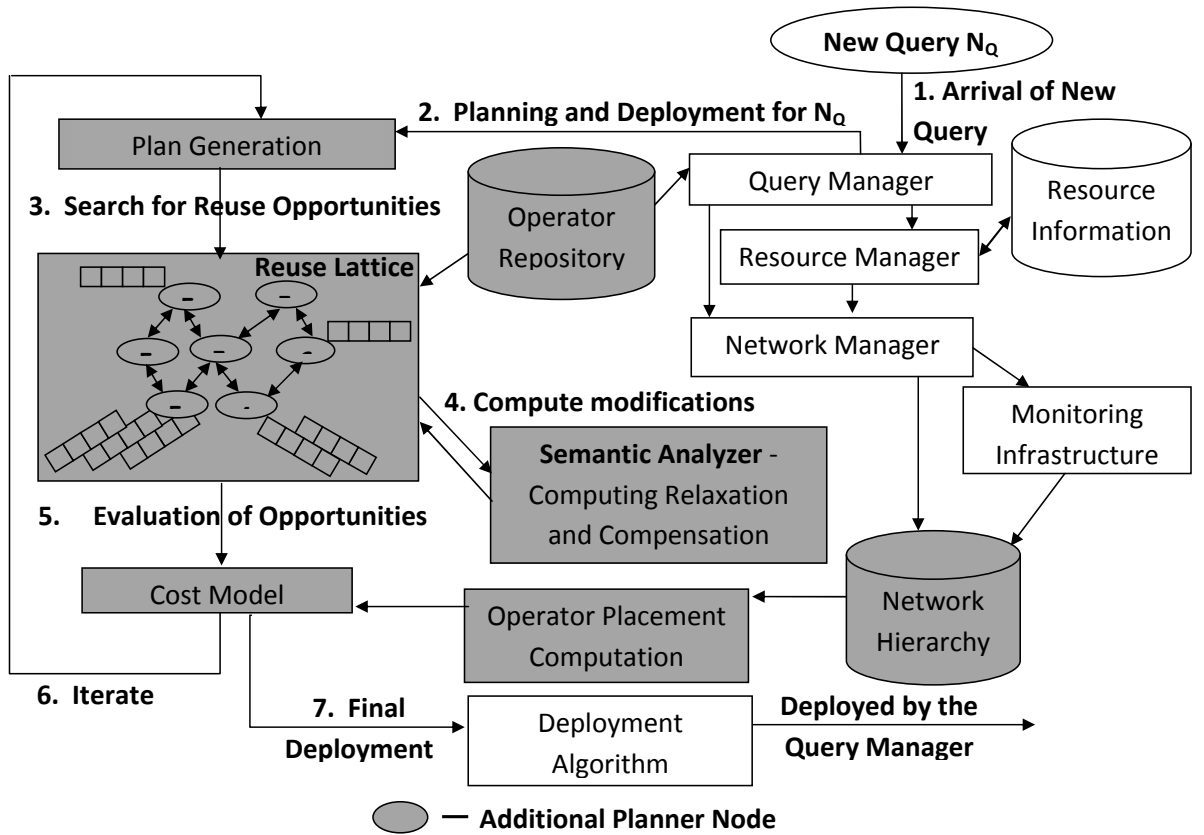 New Query NQ
1. Arrival of New
Query
2. Planning and Deployment for NQ
Plan Generation
Query Manager
Resource
Information
Operator
Repository
3. Search for Reuse Opportunities
Resource Manager
Reuse Lattice
Network Manager
4. Compute modifications
Monitoring
Infrastructure
Semantic Analyzer -
Computing Relaxation
and Compensation
5. Evaluation of Opportunities
Cost Model
Operator Placement
Computation
Network
Hierarchy
6. Iterate
7. Final
Deployment
Deployment
Algorithm
Deployed by the
Query Manager
— Additional Planner Node